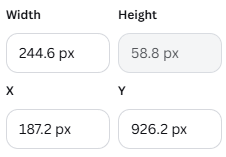 Width Height
244.6 px 58.8 px
X Y
187.2 px 926.2 px